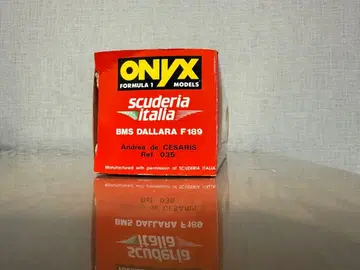 ONYX
FORMULA 1 MODELS
scuderia
italia
BMS DALLARA F189
Andrea de CESARIS
Ref. 035
Manufactured with permission of SCUDERIA ITALIA